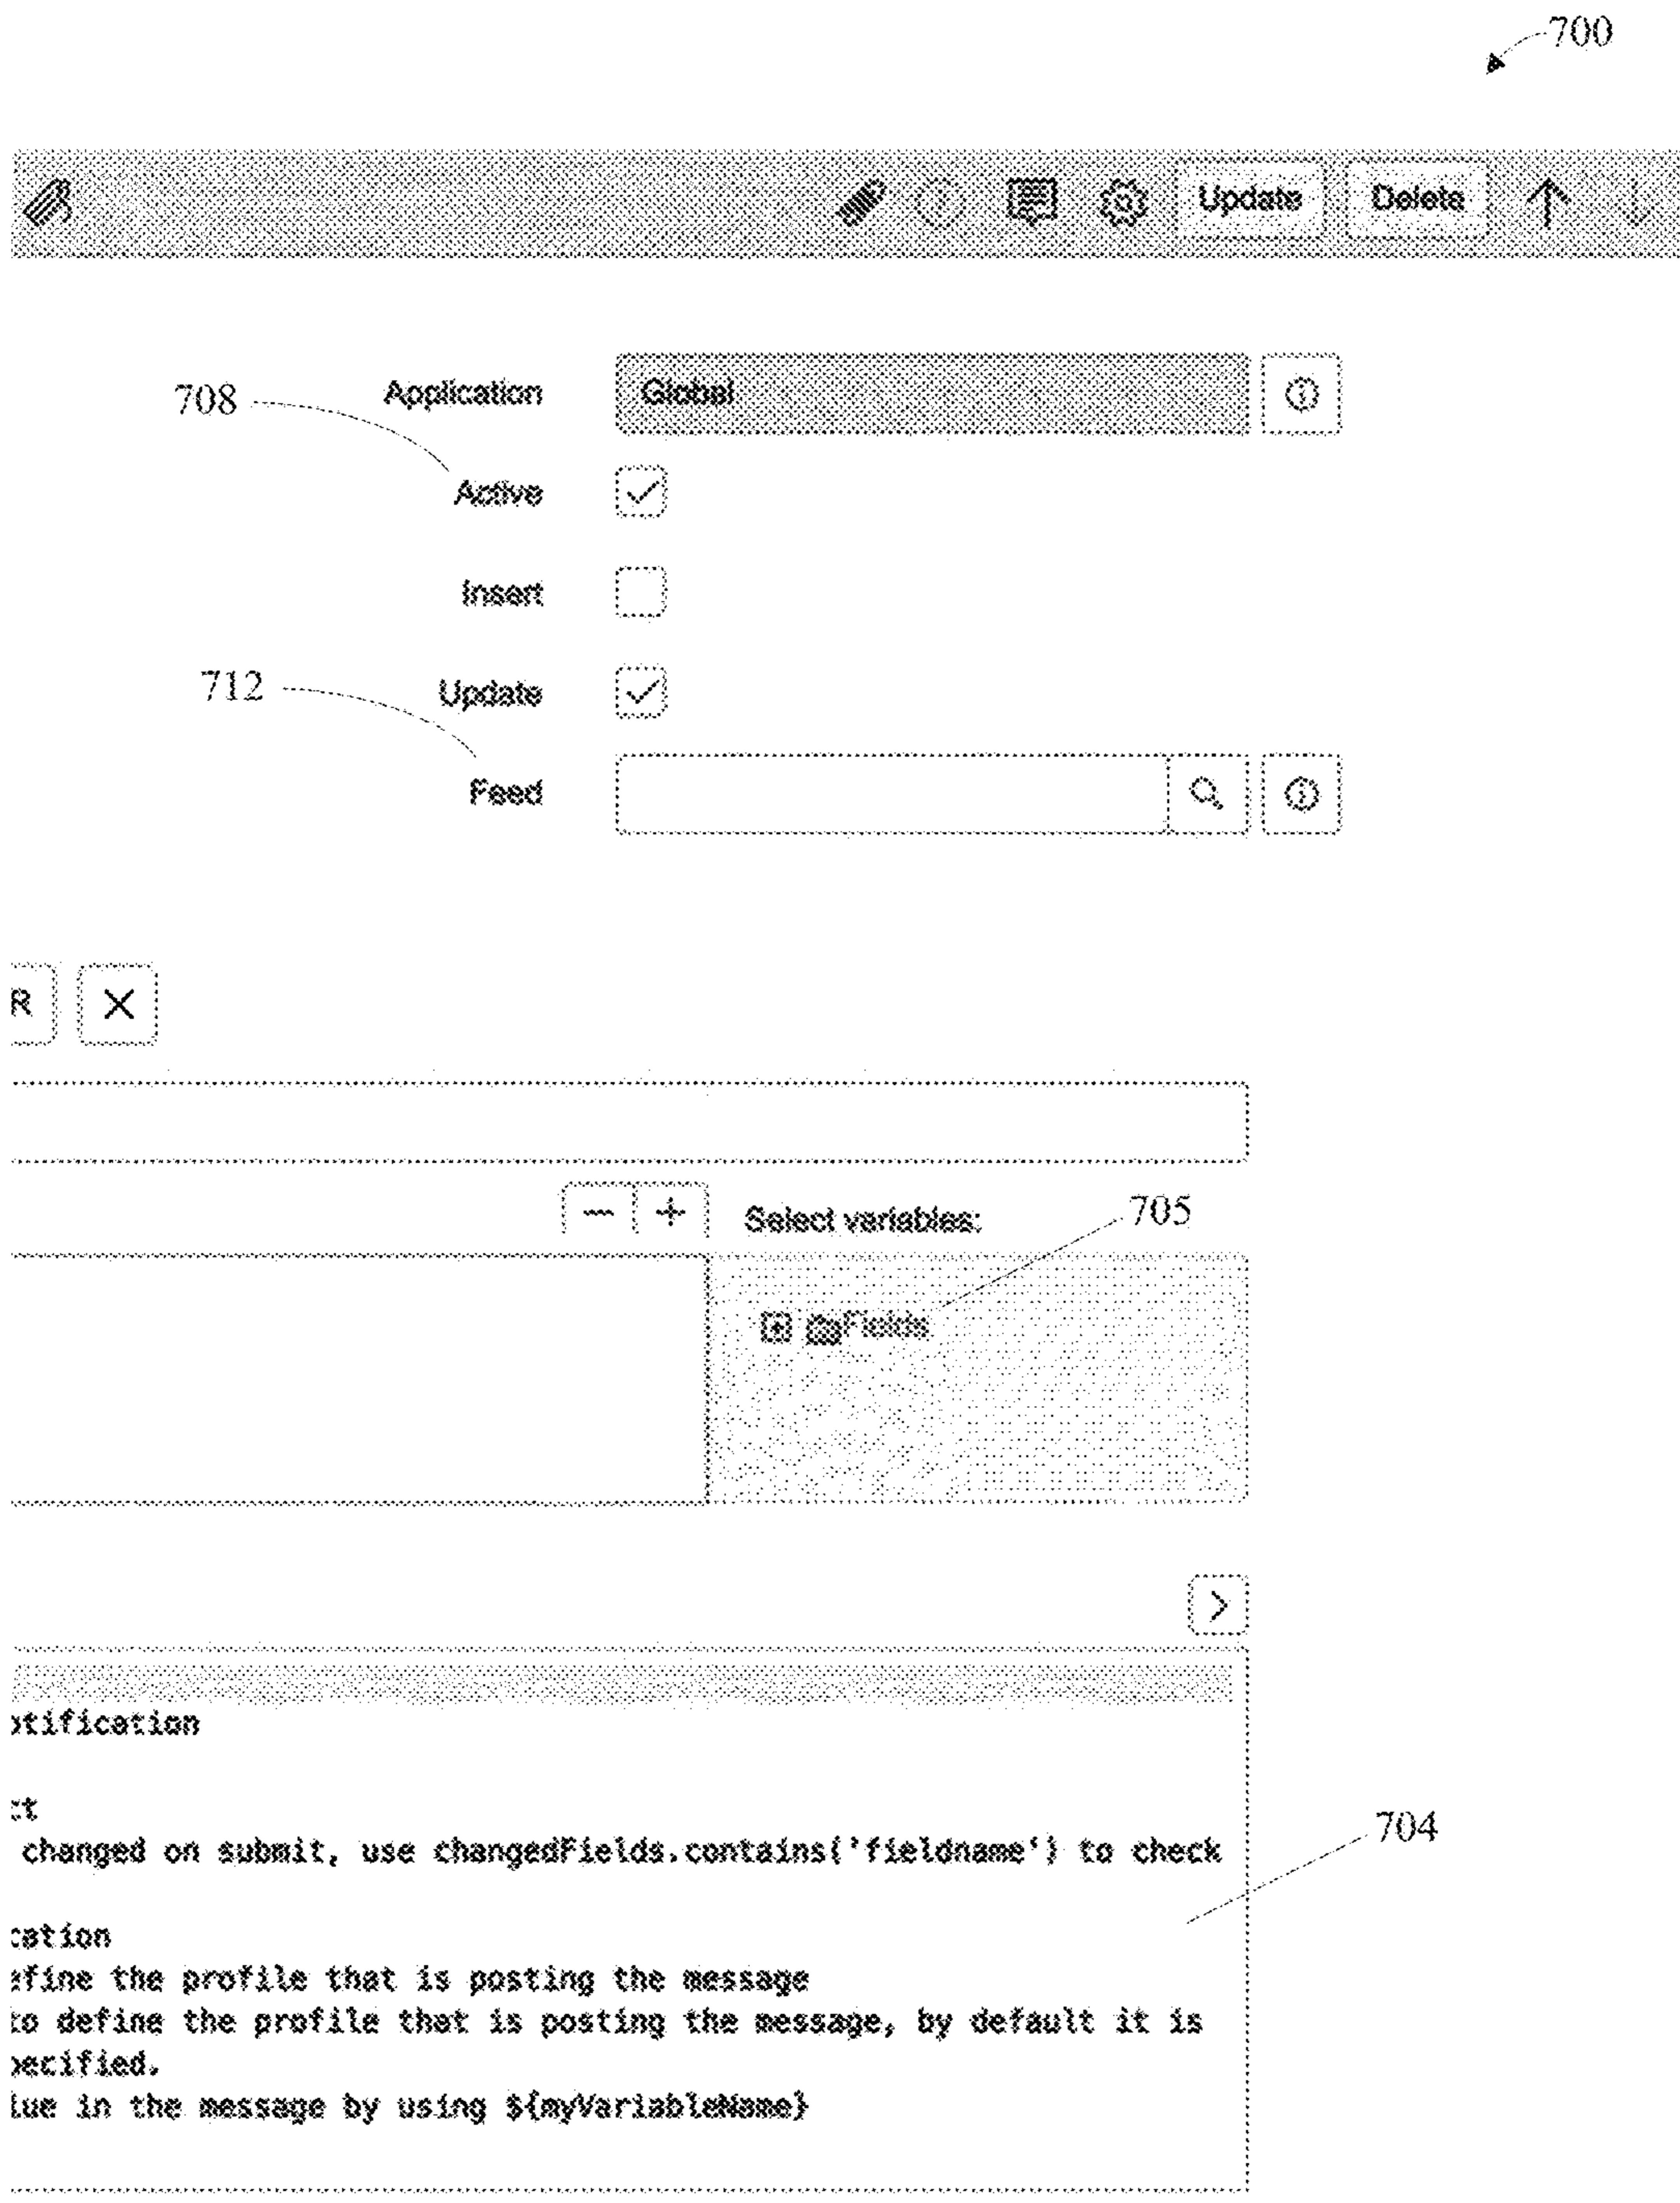 700
Update Delete
708 Application Global
Active
Insert
712 Update
Feed
R
Select variables: 705
Fields
otification
ct
changed on submit, use changedFields.contains('fieldname') to check
704
cation
efine the profile that is posting the message
to define the profile that is posting the message, by default it is
pecified.
lue in the message by using ${myVariableName}